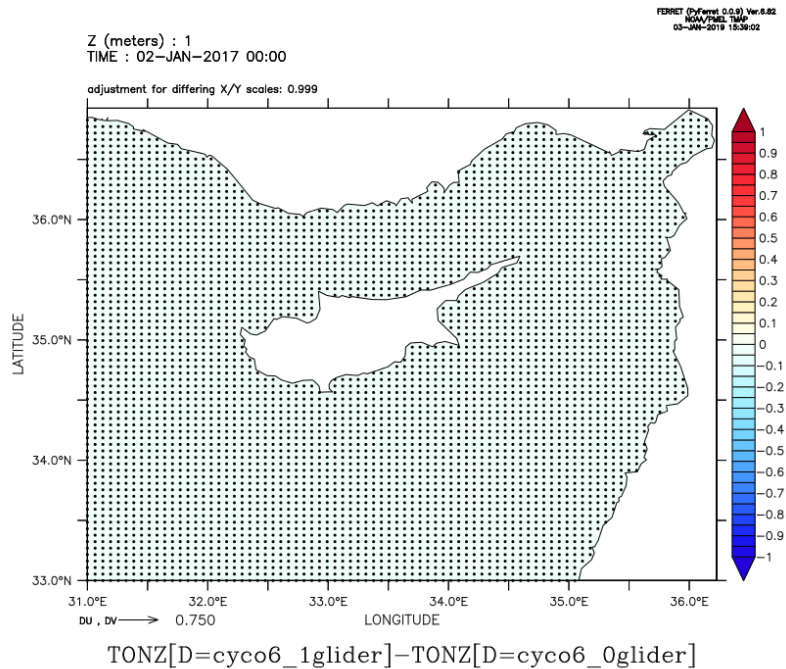 FERRET (PyFerret 0.0.9) Ver.6.82
NOAA/PMEL TMAP
03-JAN-2019 15:39:02
Z (meters) : 1
TIME : 02-JAN-2017 00:00
adjustment for differing X/Y scales: 0.999
36.0°N
35.0°N
34.0°N
33.0°N
LATITUDE
31.0°E 32.0°E 33.0°E 34.0°E 35.0°E 36.0°E
LONGITUDE
DU , DV 0.750
1
0.9
0.8
0.7
0.6
0.5
0.4
0.3
0.2
0.1
0
-0.1
-0.2
-0.3
-0.4
-0.5
-0.6
-0.7
-0.8
-0.9
-1
TONZ[D=cyco6_1glider]-TONZ[D=cyco6_0glider]